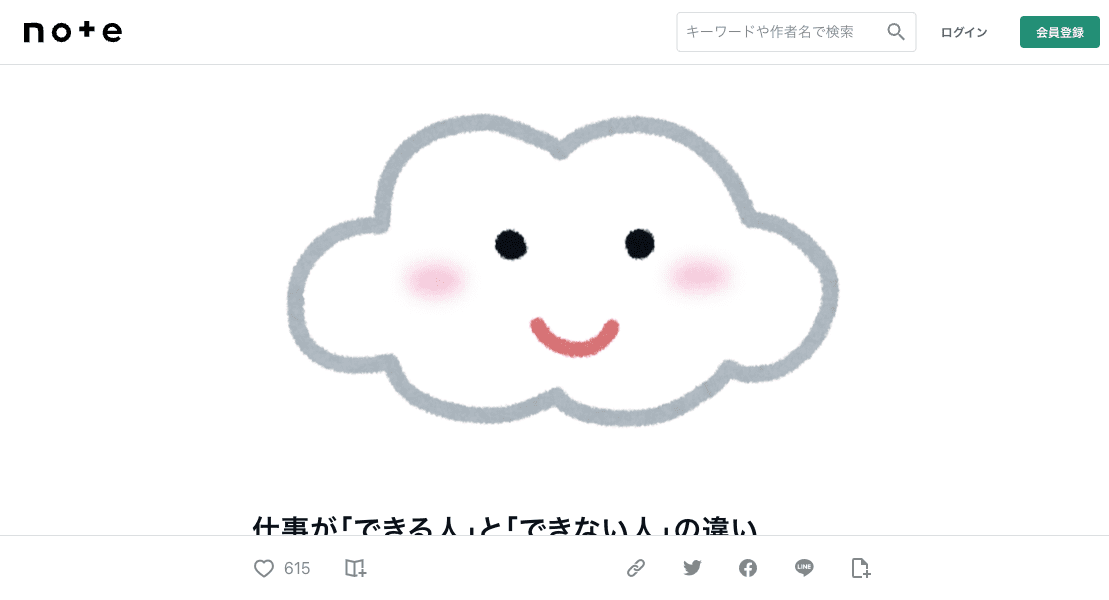 note
キーワードや作者名で検索
ログイン
会員登録
仕事が「できる人」と「できない人」の違い
615
LINE